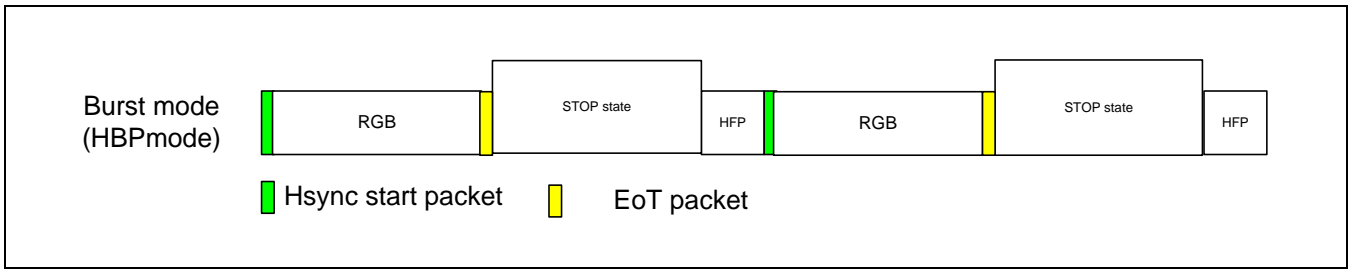 Burst mode
(HBPmode)
RGB
STOP state
HFP
RGB
STOP state
HFP
Hsync start packet
EoT packet